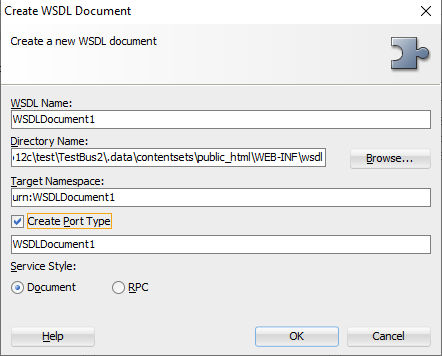 Create WSDL Document
Create a new WSDL document
WSDL Name:
WSDLDocument1
Directory Name:
12c\test\TestBus2\.data\contentsets\public_html\WEB-INF\wsdl
Browse...
Target Namespace:
urn:WSDLDocument1
Create Port Type
WSDLDocument1
Service Style:
Document
RPC
Help
OK
Cancel